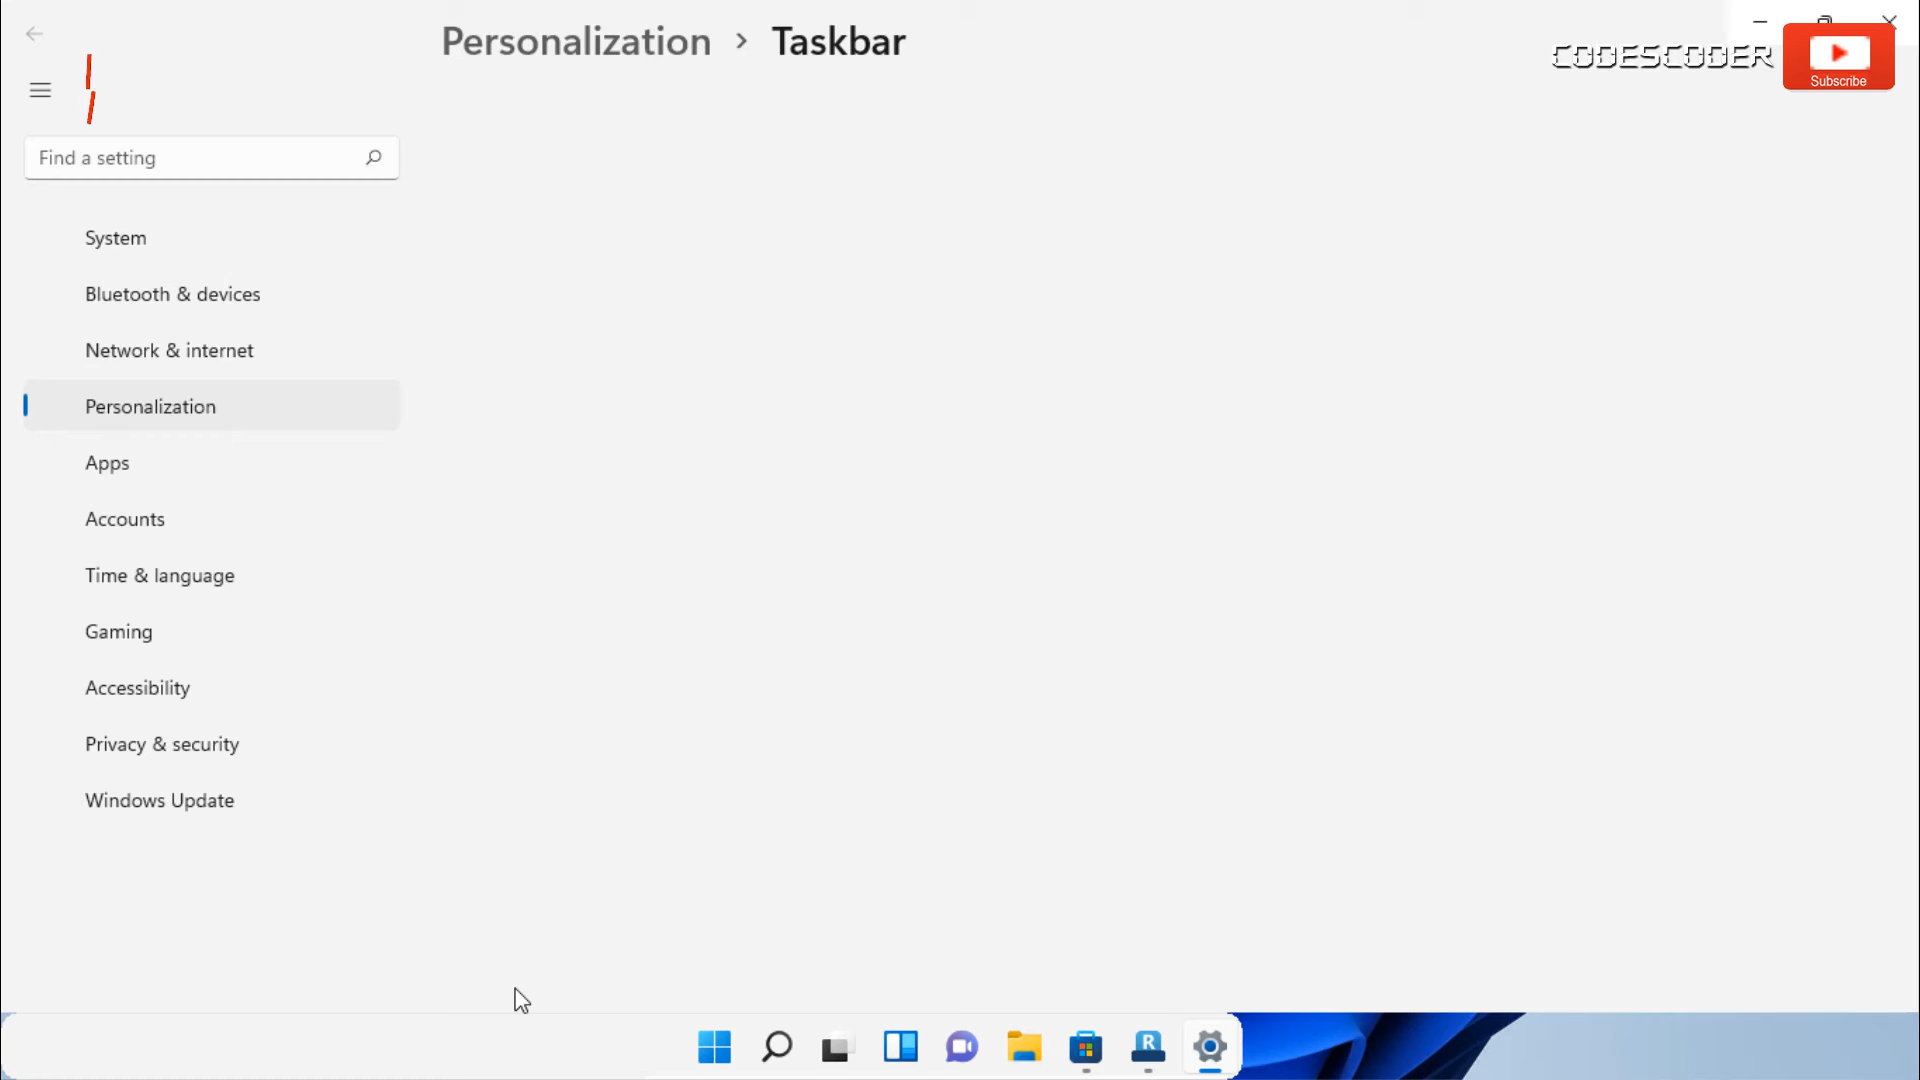 Personalization > Taskbar
CODESCODER
Subscribe
Find a setting
System
Bluetooth & devices
Network & internet
Personalization
Apps
Accounts
Time & language
Gaming
Accessibility
Privacy & security
Windows Update
R